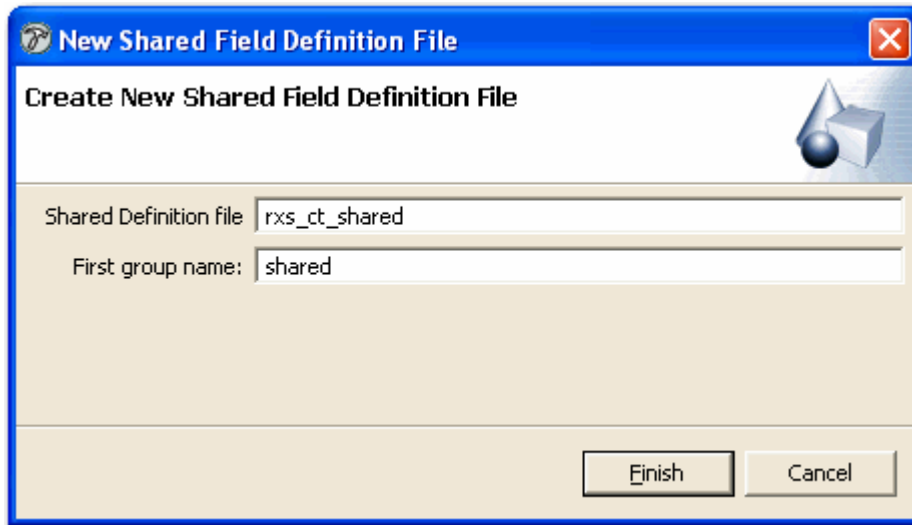 New Shared Field Definition File
Create New Shared Field Definition File
Shared Definition file rxs_ct_shared
First group name: shared
Finish Cancel